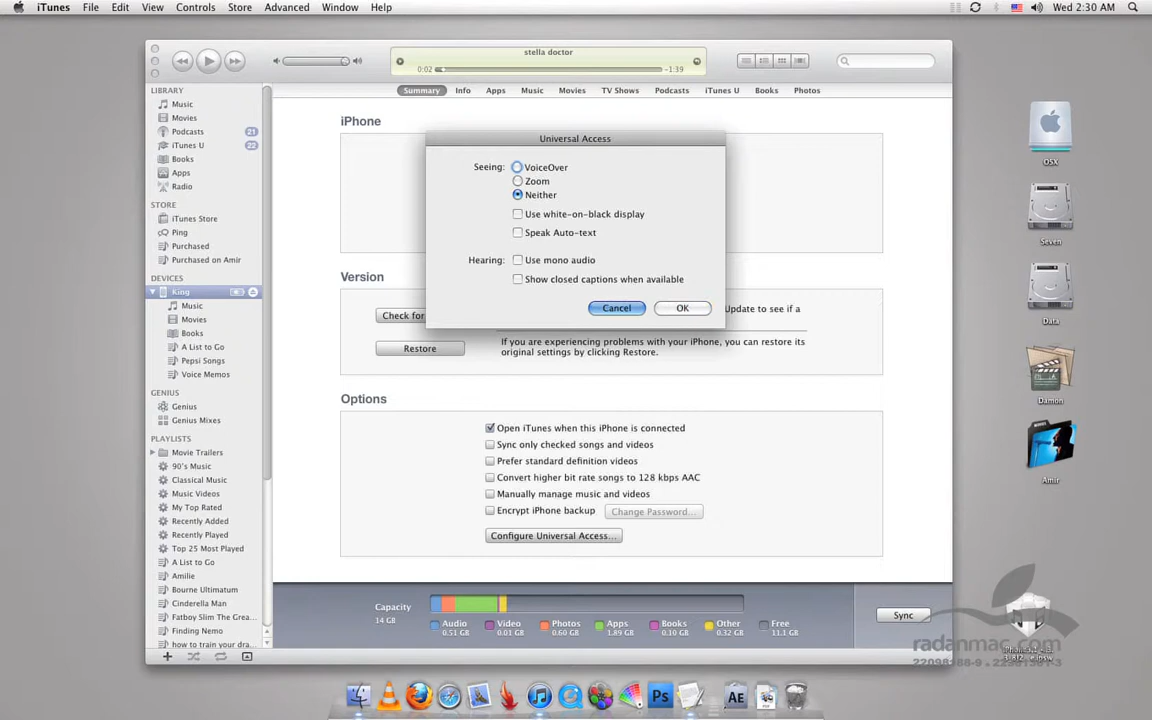 iTunes File Edit View Controls Store Advanced Window Help Wed 2:30 AM
stella doctor
0:02 -1:39
LIBRARY
Music
Movies
Podcasts 21
iTunes U 22
Books
Apps
Radio
STORE
iTunes Store
Ping
Purchased
Purchased on Amir
DEVICES
King
Music
Movies
Books
A List to Go
Pepsi Songs
Voice Memos
GENIUS
Genius
Genius Mixes
PLAYLISTS
Movie Trailers
90's Music
Classical Music
Music Videos
My Top Rated
Recently Added
Recently Played
Top 25 Most Played
A List to Go
Amilie
Bourne Ultimatum
Cinderella Man
Fatboy Slim The Grea...
Finding Nemo
how to train your dra...
Summary Info Apps Music Movies TV Shows Podcasts iTunes U Books Photos
iPhone
Universal Access
Seeing: VoiceOver
Zoom
Neither
Use white-on-black display
Speak Auto-text
Hearing: Use mono audio
Show closed captions when available
Cancel OK
Version
Check for
Update to see if a
Restore
If you are experiencing problems with your iPhone, you can restore its
original settings by clicking Restore.
Options
Open iTunes when this iPhone is connected
Sync only checked songs and videos
Prefer standard definition videos
Convert higher bit rate songs to 128 kbps AAC
Manually manage music and videos
Encrypt iPhone backup Change Password...
Configure Universal Access...
Capacity
14 GB
Audio
0.51 GB
Video
0.01 GB
Photos
0.60 GB
Apps
1.89 GB
Books
0.10 GB
Other
0.32 GB
Free
11.1 GB
Sync
OSX
Seven
Data
Damon
Amir
radanmac.com
Ps
AE